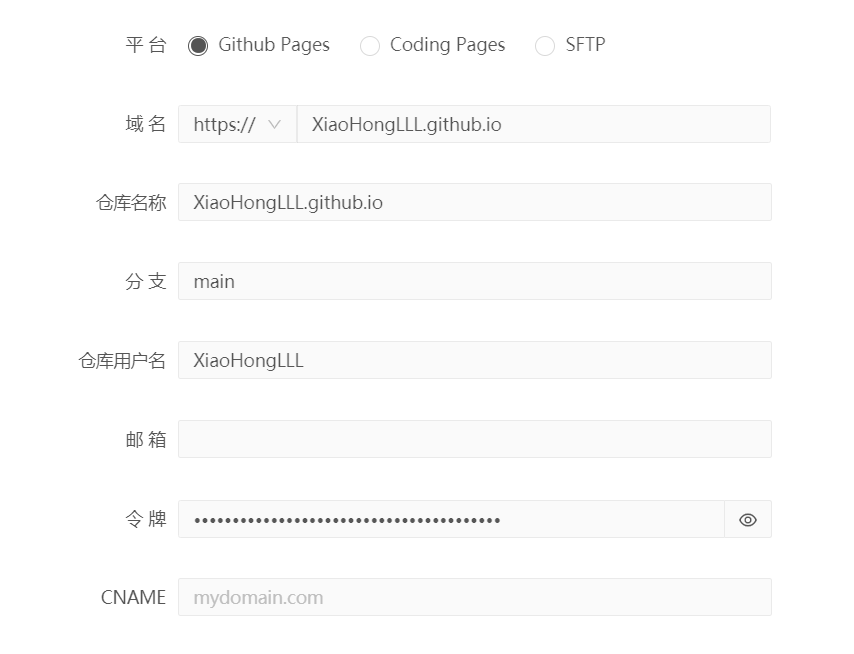 平台 Github Pages Coding Pages SFTP
域名 https:// XiaoHongLLL.github.io
仓库名称 XiaoHongLLL.github.io
分支 main
仓库用户名 XiaoHongLLL
邮箱
令牌 ••••••••••••••••••••••••••••••••••••••••
CNAME mydomain.com